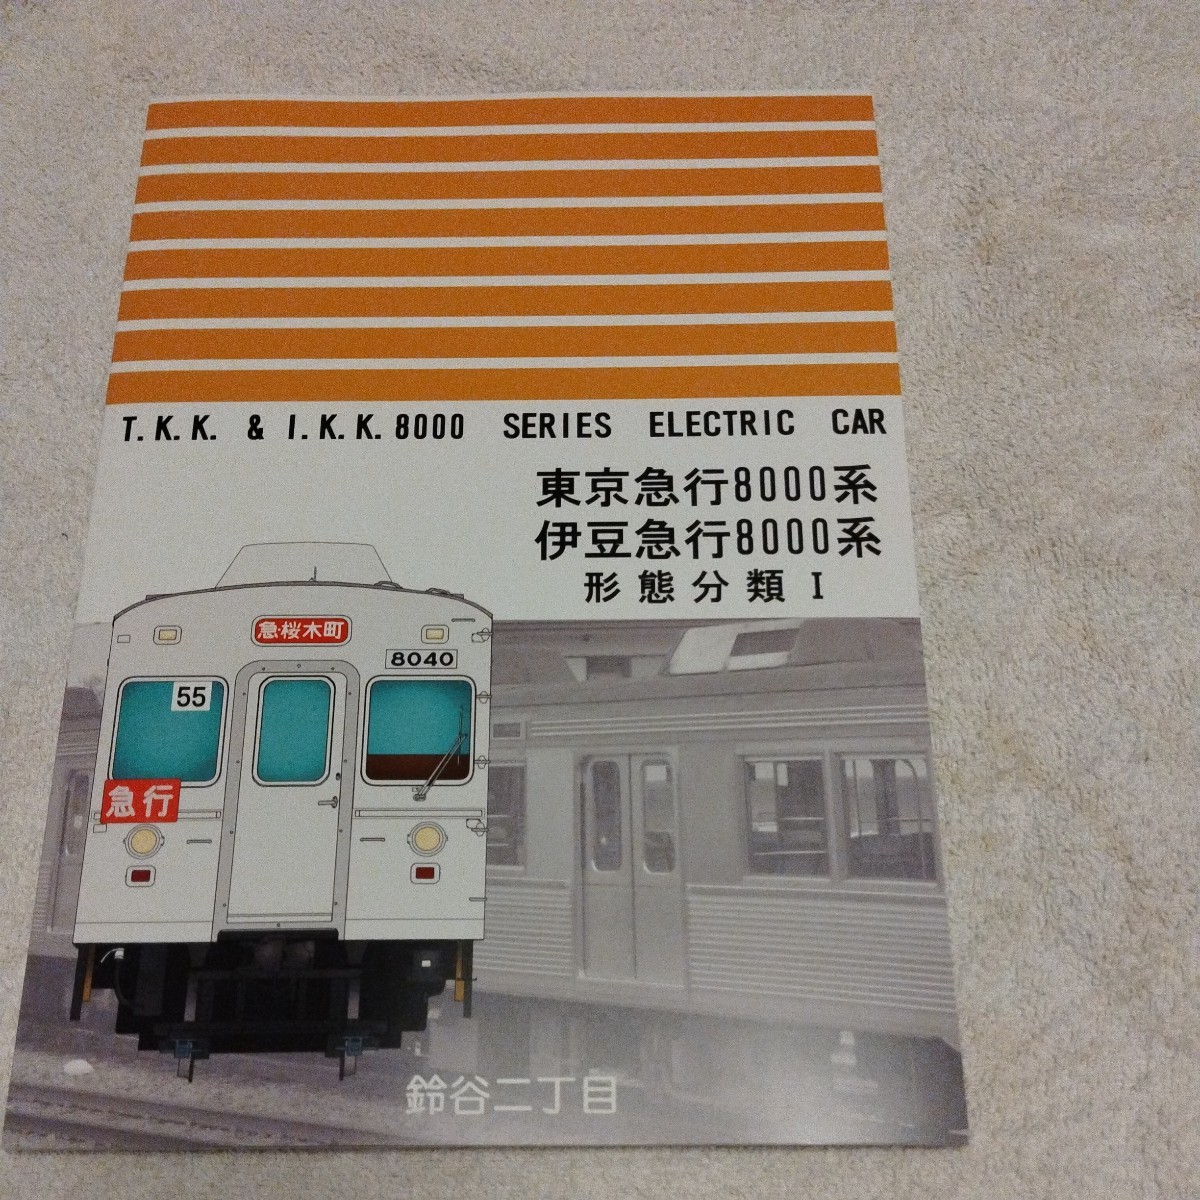 T.K.K. & I.K.K.8000 SERIES ELECTRIC CAR
東京急行8000系
伊豆急行8000系
形態分類Ⅰ
急・桜木町
8040
55
急行
鈴谷二丁目